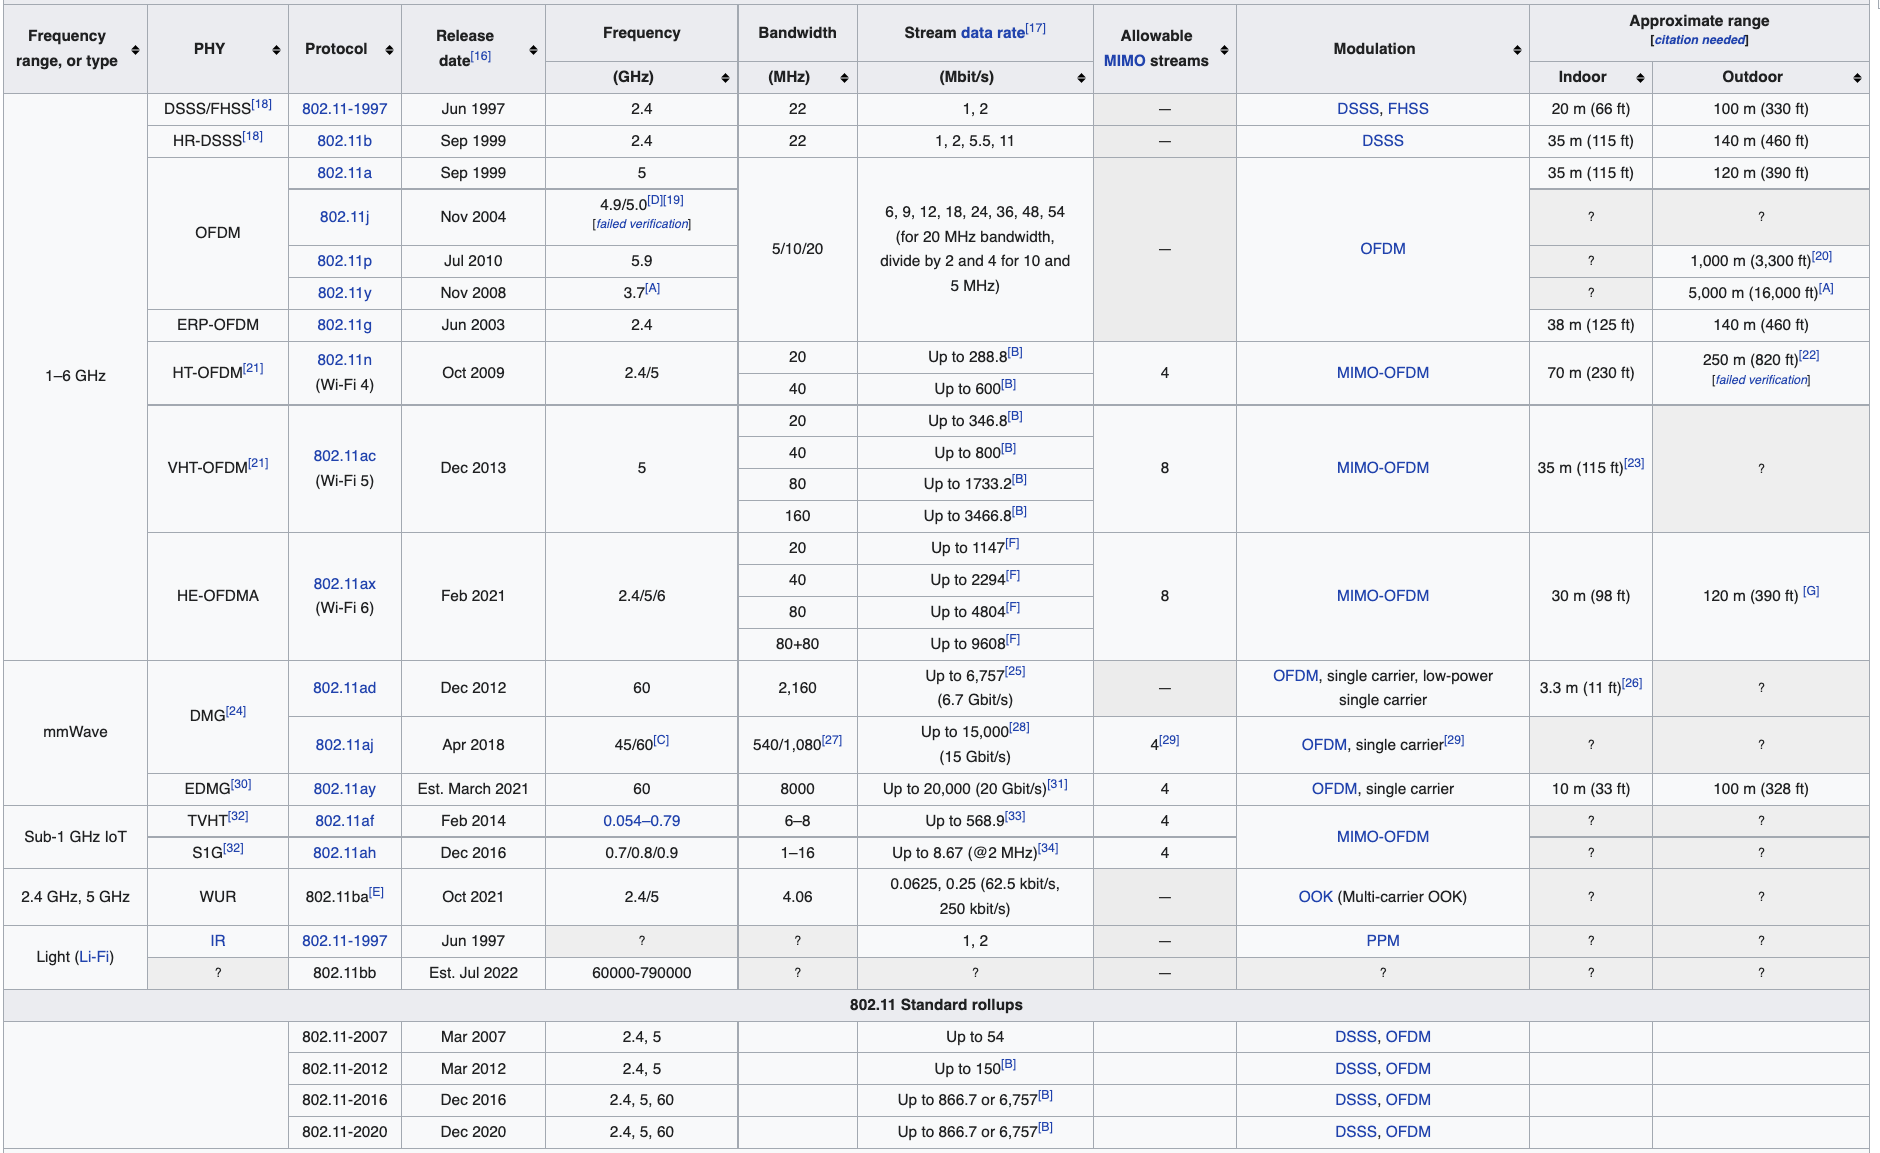 Frequency range, or type PHY Protocol Release date[16] Frequency Bandwidth Stream data rate[17] Allowable MIMO streams Modulation Approximate range
[citation needed]
(GHz) (MHz) (Mbit/s) Indoor Outdoor
1–6 GHz DSSS/FHSS[18] 802.11-1997 Jun 1997 2.4 22 1, 2 — DSSS, FHSS 20 m (66 ft) 100 m (330 ft)
HR-DSSS[18] 802.11b Sep 1999 2.4 22 1, 2, 5.5, 11 — DSSS 35 m (115 ft) 140 m (460 ft)
OFDM 802.11a Sep 1999 5 5/10/20 6, 9, 12, 18, 24, 36, 48, 54
(for 20 MHz bandwidth,
divide by 2 and 4 for 10 and
5 MHz) — OFDM 35 m (115 ft) 120 m (390 ft)
802.11j Nov 2004 4.9/5.0[D][19]
[failed verification] ? ?
802.11p Jul 2010 5.9 ? 1,000 m (3,300 ft)[20]
802.11y Nov 2008 3.7[A] ? 5,000 m (16,000 ft)[A]
ERP-OFDM 802.11g Jun 2003 2.4 38 m (125 ft) 140 m (460 ft)
HT-OFDM[21] 802.11n
(Wi-Fi 4) Oct 2009 2.4/5 20 Up to 288.8[B] 4 MIMO-OFDM 70 m (230 ft) 250 m (820 ft)[22]
[failed verification]
40 Up to 600[B]
VHT-OFDM[21] 802.11ac
(Wi-Fi 5) Dec 2013 5 20 Up to 346.8[B] 8 MIMO-OFDM 35 m (115 ft)[23] ?
40 Up to 800[B]
80 Up to 1733.2[B]
160 Up to 3466.8[B]
HE-OFDMA 802.11ax
(Wi-Fi 6) Feb 2021 2.4/5/6 20 Up to 1147[F] 8 MIMO-OFDM 30 m (98 ft) 120 m (390 ft) [G]
40 Up to 2294[F]
80 Up to 4804[F]
80+80 Up to 9608[F]
mmWave DMG[24] 802.11ad Dec 2012 60 2,160 Up to 6,757[25]
(6.7 Gbit/s) — OFDM, single carrier, low-power
single carrier 3.3 m (11 ft)[26] ?
802.11aj Apr 2018 45/60[C] 540/1,080[27] Up to 15,000[28]
(15 Gbit/s) 4[29] OFDM, single carrier[29] ? ?
EDMG[30] 802.11ay Est. March 2021 60 8000 Up to 20,000 (20 Gbit/s)[31] 4 OFDM, single carrier 10 m (33 ft) 100 m (328 ft)
Sub-1 GHz IoT TVHT[32] 802.11af Feb 2014 0.054–0.79 6–8 Up to 568.9[33] 4 MIMO-OFDM ? ?
S1G[32] 802.11ah Dec 2016 0.7/0.8/0.9 1–16 Up to 8.67 (@2 MHz)[34] 4 ? ?
2.4 GHz, 5 GHz WUR 802.11ba[E] Oct 2021 2.4/5 4.06 0.0625, 0.25 (62.5 kbit/s,
250 kbit/s) — OOK (Multi-carrier OOK) ? ?
Light (Li-Fi) IR 802.11-1997 Jun 1997 ? ? 1, 2 — PPM ? ?
? 802.11bb Est. Jul 2022 60000-790000 ? ? — ? ? ?
802.11 Standard rollups
802.11-2007 Mar 2007 2.4, 5 Up to 54 DSSS, OFDM
802.11-2012 Mar 2012 2.4, 5 Up to 150[B] DSSS, OFDM
802.11-2016 Dec 2016 2.4, 5, 60 Up to 866.7 or 6,757[B] DSSS, OFDM
802.11-2020 Dec 2020 2.4, 5, 60 Up to 866.7 or 6,757[B] DSSS, OFDM